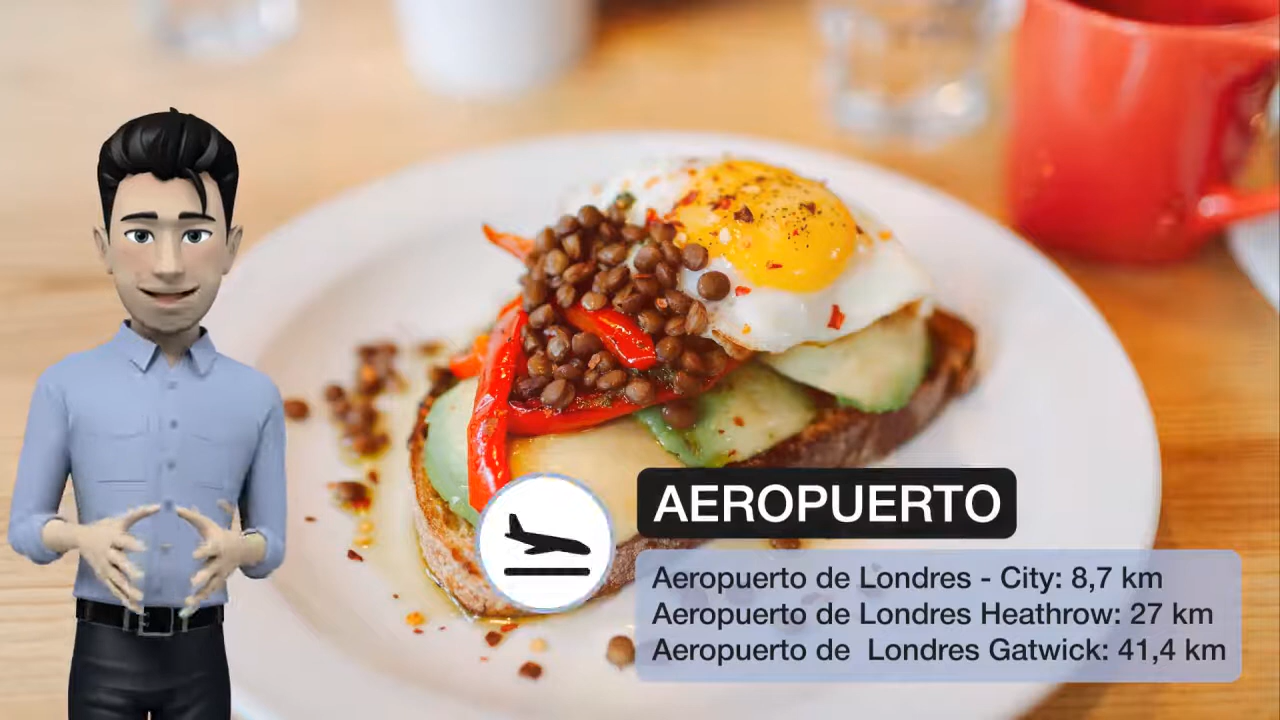 AEROPUERTO
Aeropuerto de Londres - City: 8,7 km
Aeropuerto de Londres Heathrow: 27 km
Aeropuerto de  Londres Gatwick: 41,4 km